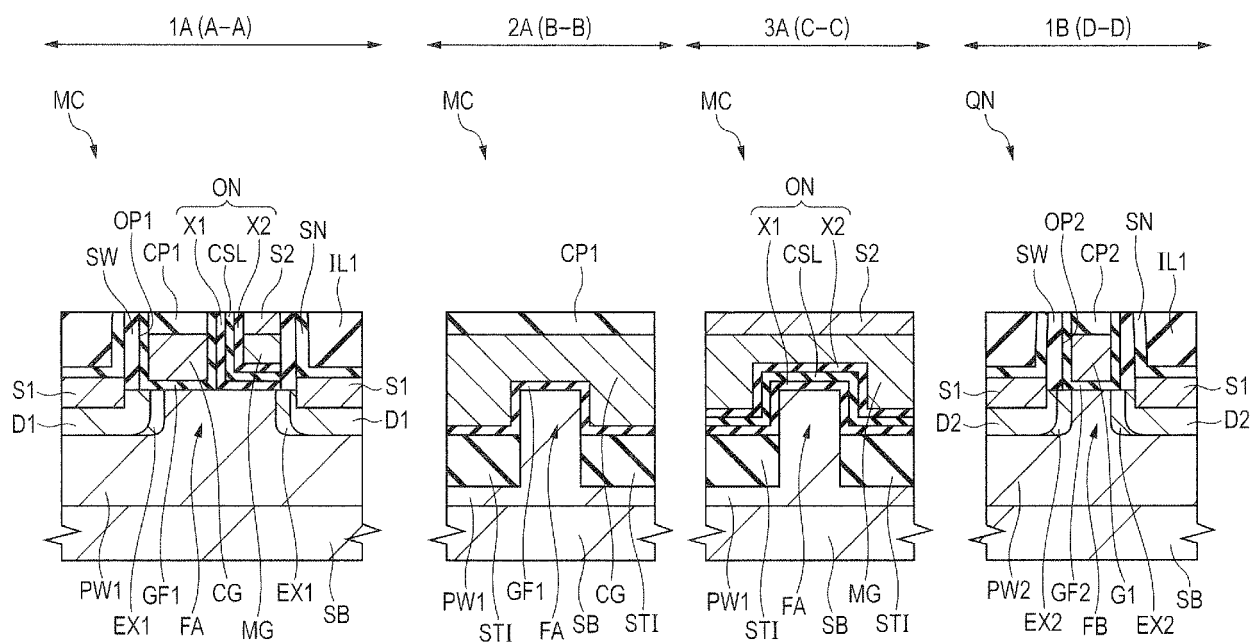 1A (A-A) 2A (B-B) 3A (C-C) 1B (D-D)
MC MC MC QN
ON ON
OP1 X1 X2 X1 X2 OP2 SN
CP1 CSL SN CSL CP2
SW S2 CP1 S2 SW
IL1 IL1
S1 S1 S1 S1
D1 D1 D2 D2
PW1 GF1 CG EX1 PW1 GF1 CG PW1 MG PW2 GF2 G1
EX1 FA MG SB STI FA SB STI STI FA SB STI EX2 FB EX2 SB